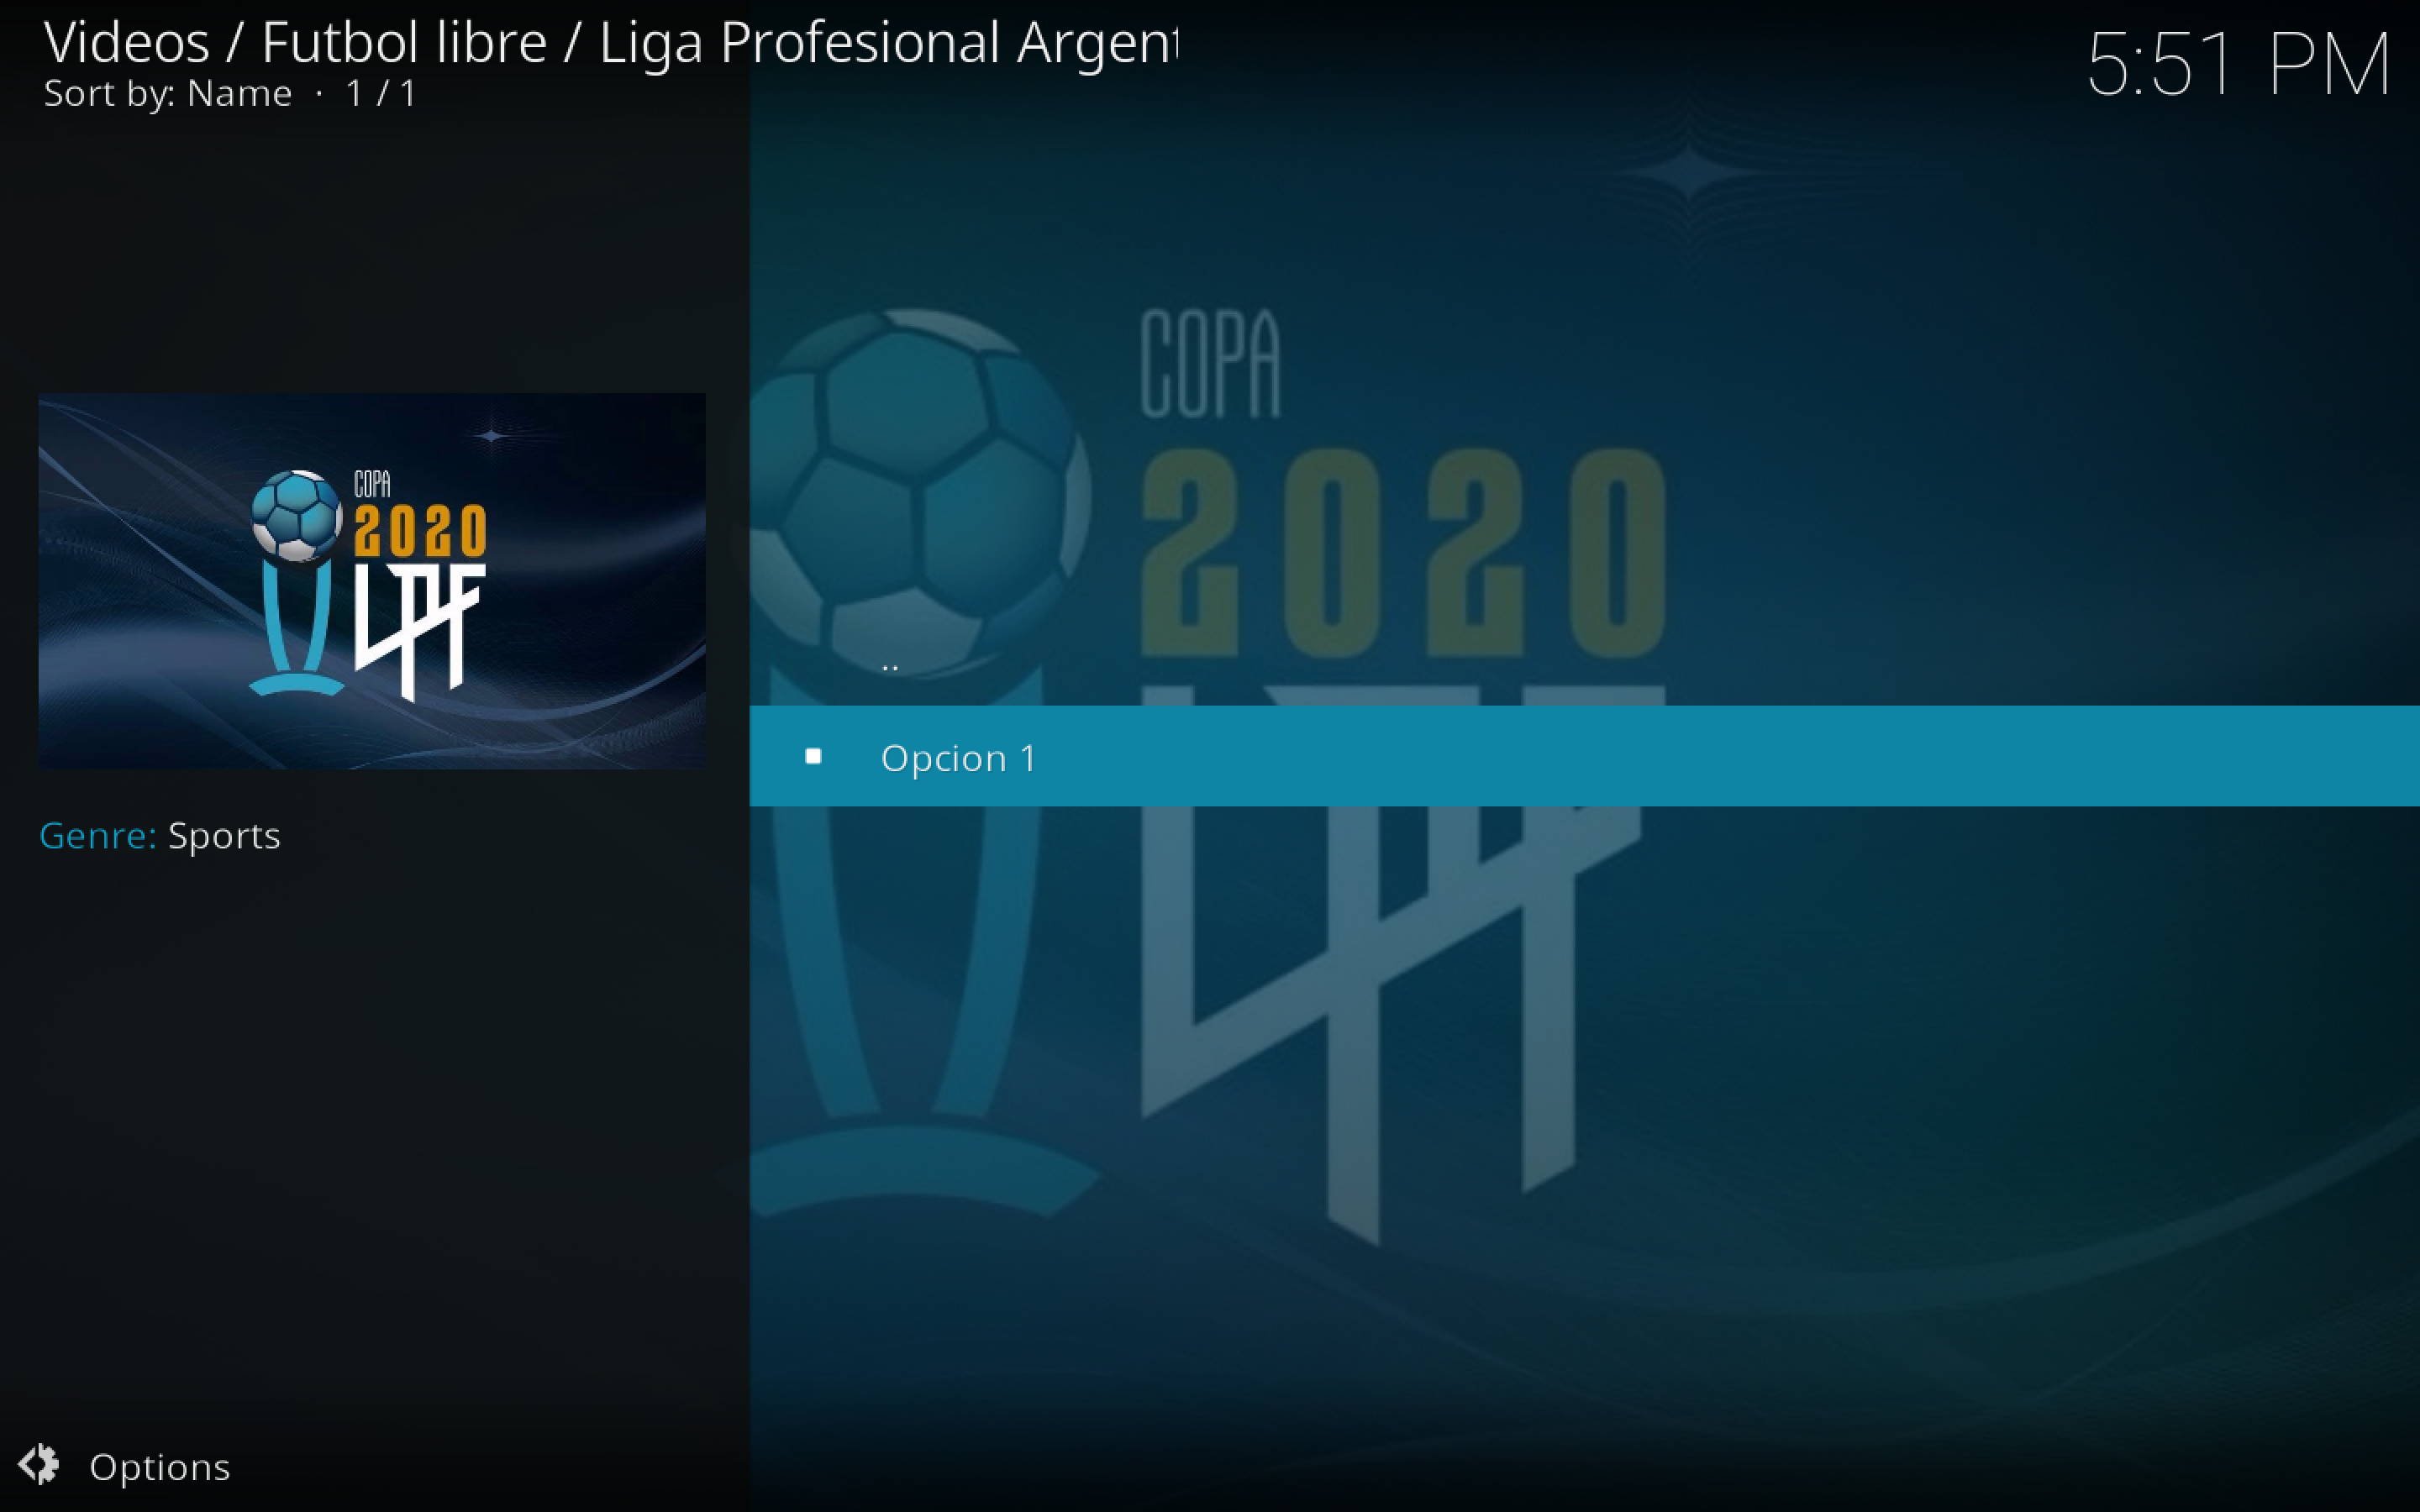 Videos / Futbol libre / Liga Profesional Argent
Sort by: Name · 1 / 1
5:51 PM
COPA
2020
LPF
Genre: Sports
COPA
2020
LPF
..
Opcion 1
Options